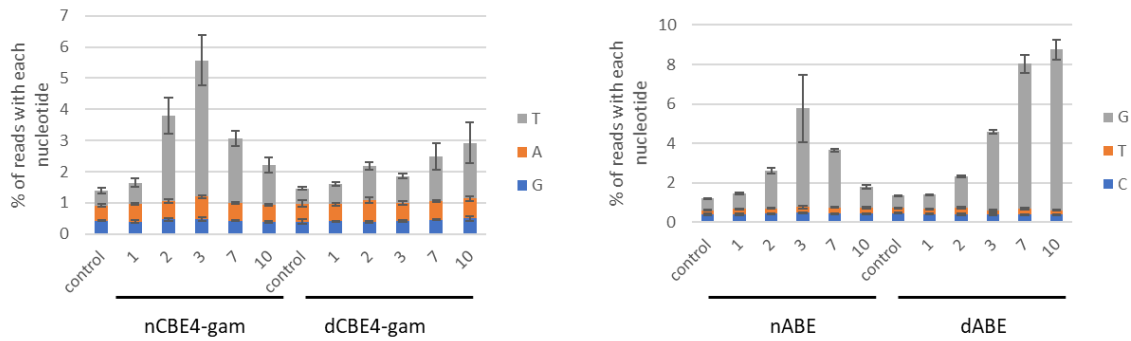 % of reads with each
nucleotide
7
6
5
4
3
2
1
0
control
1
2
3
7
10
control
1
2
3
7
10
nCBE4-gam
dCBE4-gam
T
A
G
% of reads with each
nucleotide
10
8
6
4
2
0
control
1
2
3
7
10
control
1
2
3
7
10
nABE
dABE
G
T
C